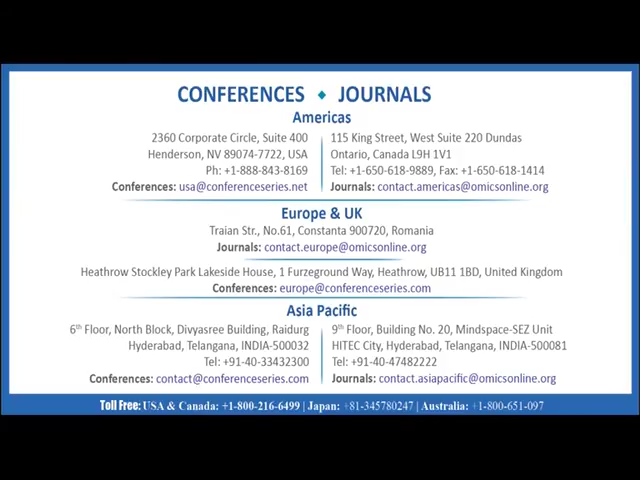 CONFERENCES ◆ JOURNALS
Americas
2360 Corporate Circle, Suite 400
Henderson, NV 89074-7722, USA
Ph: +1-888-843-8169
Conferences: usa@conferenceseries.net
115 King Street, West Suite 220 Dundas
Ontario, Canada L9H 1V1
Tel: +1-650-618-9889, Fax: +1-650-618-1414
Journals: contact.americas@omicsonline.org
Europe & UK
Traian Str., No.61, Constanta 900720, Romania
Journals: contact.europe@omicsonline.org
Heathrow Stockley Park Lakeside House, 1 Furzeground Way, Heathrow, UB11 1BD, United Kingdom
Conferences: europe@conferenceseries.com
Asia Pacific
6th Floor, North Block, Divyasree Building, Raidurg
Hyderabad, Telangana, INDIA-500032
Tel: +91-40-33432300
Conferences: contact@conferenceseries.com
9th Floor, Building No. 20, Mindspace-SEZ Unit
HITEC City, Hyderabad, Telangana, INDIA-500081
Tel: +91-40-47482222
Journals: contact.asiapacific@omicsonline.org
Toll Free: USA & Canada: +1-800-216-6499 | Japan: +81-345780247 | Australia: +1-800-651-097